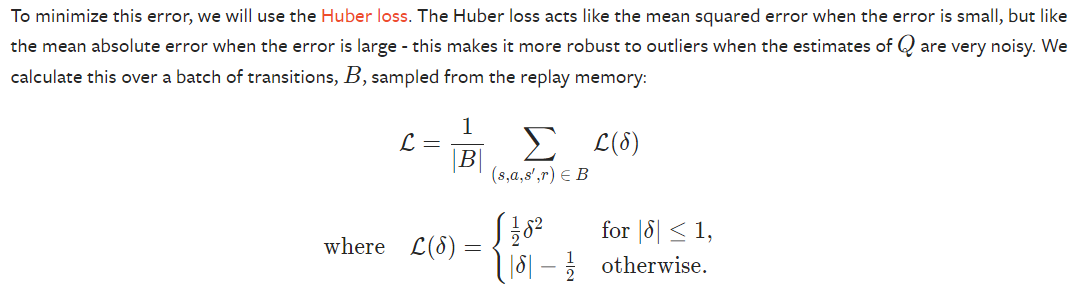 To minimize this error, we will use the Huber loss. The Huber loss acts like the mean squared error when the error is small, but like
the mean absolute error when the error is large - this makes it more robust to outliers when the estimates of Q are very noisy. We
calculate this over a batch of transitions, B, sampled from the replay memory:
ℒ = 1/|B| ∑_{(s,a,s′,r) ∈ B} ℒ(δ)
where ℒ(δ) = { ½δ² for |δ| ≤ 1,
|δ| − ½ otherwise.